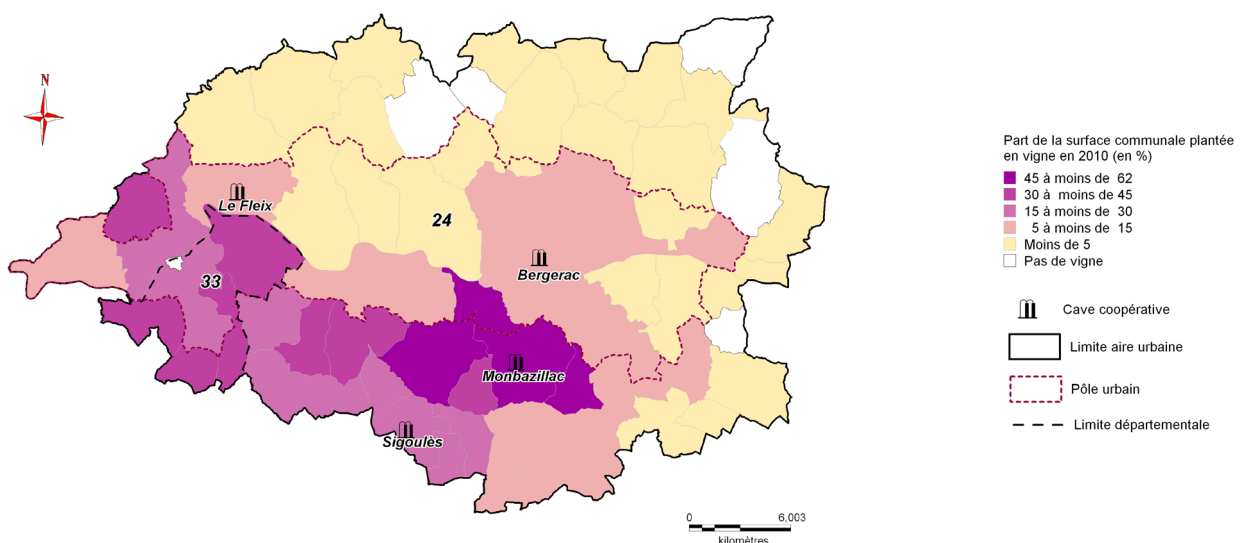 N
Le Fleix
24
33
Bergerac
Monbazillac
Sigoulès
Part de la surface communale plantée
en vigne en 2010 (en %)
45 à moins de 62
30 à moins de 45
15 à moins de 30
5 à moins de 15
Moins de 5
Pas de vigne
Cave coopérative
Limite aire urbaine
Pôle urbain
Limite départementale
0 6,003
kilomètres